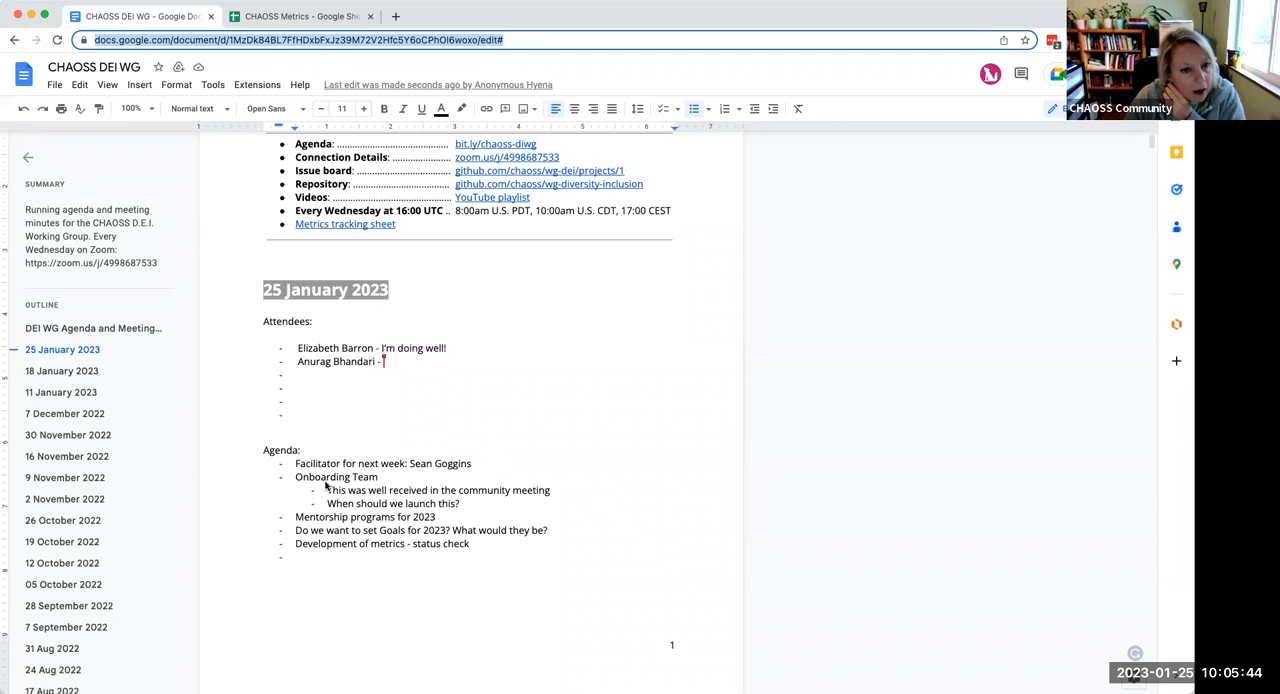 CHAOSS DEI WG - Google Doc
CHAOSS Metrics - Google She
docs.google.com/document/d/1MzDk84BL7FfHDxbFxJz39M72V2Hfc5Y6oCPhOl6woxo/edit#
2
CHAOSS DEI WG
File Edit View Insert Format Tools Extensions Help Last edit was made seconds ago by Anonymous Hyena
100% Normal text Open Sans 11
1 1 2 3 4 5 6 7
CHAOSS Community
Agenda: ........................................ bit.ly/chaoss-diwg
Connection Details: ..................... zoom.us/j/4998687533
Issue board: .................................. github.com/chaoss/wg-dei/projects/1
Repository: ................................... github.com/chaoss/wg-diversity-inclusion
Videos: .......................................... YouTube playlist
Every Wednesday at 16:00 UTC .. 8:00am U.S. PDT, 10:00am U.S. CDT, 17:00 CEST
Metrics tracking sheet
SUMMARY
Running agenda and meeting
minutes for the CHAOSS D.E.I.
Working Group. Every
Wednesday on Zoom:
https://zoom.us/j/4998687533
OUTLINE
DEI WG Agenda and Meeting...
25 January 2023
18 January 2023
11 January 2023
7 December 2022
30 November 2022
16 November 2022
9 November 2022
2 November 2022
26 October 2022
19 October 2022
12 October 2022
05 October 2022
28 September 2022
7 September 2022
31 Aug 2022
24 Aug 2022
17 Aug 2022
25 January 2023
Attendees:
- Elizabeth Barron - I'm doing well!
- Anurag Bhandari -
-
-
-
-
Agenda:
- Facilitator for next week: Sean Goggins
- Onboarding Team
- This was well received in the community meeting
- When should we launch this?
- Mentorship programs for 2023
- Do we want to set Goals for 2023? What would they be?
- Development of metrics - status check
-
1
2023-01-25 10:05:44